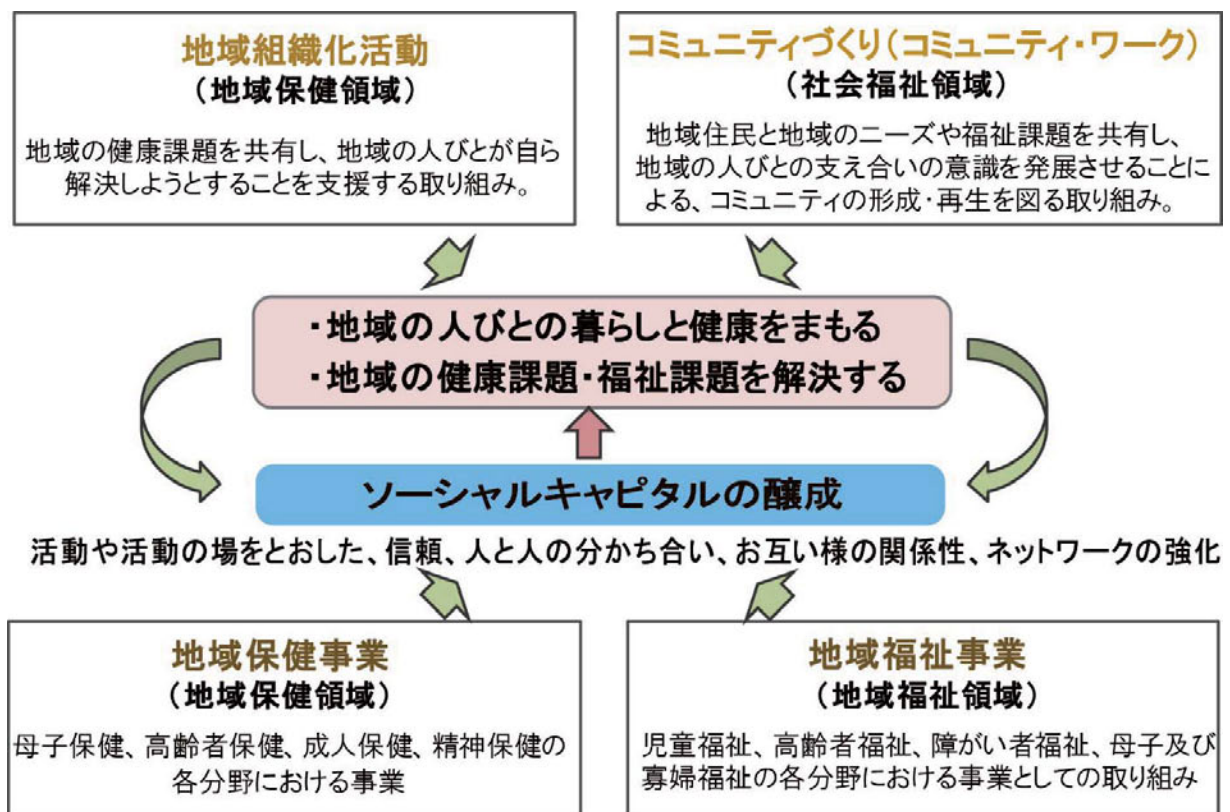 地域組織化活動
（地域保健領域）
地域の健康課題を共有し、地域の人びとが自ら
解決しようとすることを支援する取り組み。
コミュニティづくり（コミュニティ・ワーク）
（社会福祉領域）
地域住民と地域のニーズや福祉課題を共有し、
地域の人びとの支え合いの意識を発展させることに
よる、コミュニティの形成・再生を図る取り組み。
・地域の人びとの暮らしと健康をまもる
・地域の健康課題・福祉課題を解決する
ソーシャルキャピタルの醸成
活動や活動の場をとおした、信頼、人と人の分かち合い、お互い様の関係性、ネットワークの強化
地域保健事業
（地域保健領域）
母子保健、高齢者保健、成人保健、精神保健の
各分野における事業
地域福祉事業
（地域福祉領域）
児童福祉、高齢者福祉、障がい者福祉、母子及び
寡婦福祉の各分野における事業としての取り組み